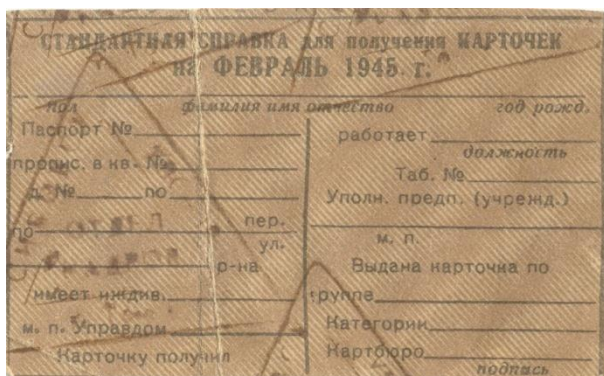 СТАНДАРТНАЯ СПРАВКА для получения КАРТОЧЕК
на ФЕВРАЛЬ 1945 г.
пол фамилия имя отчество год рожд.
Паспорт №
пропис. в кв. №
д. № по
по пер.
ул.
р-на
имеет иждив.
м. п. Управдом
Карточку получил
работает
должность
Таб. №
Уполн. предп. (учрежд.)
м. п.
Выдана карточка по
группе
Категории
Картбюро
подпись